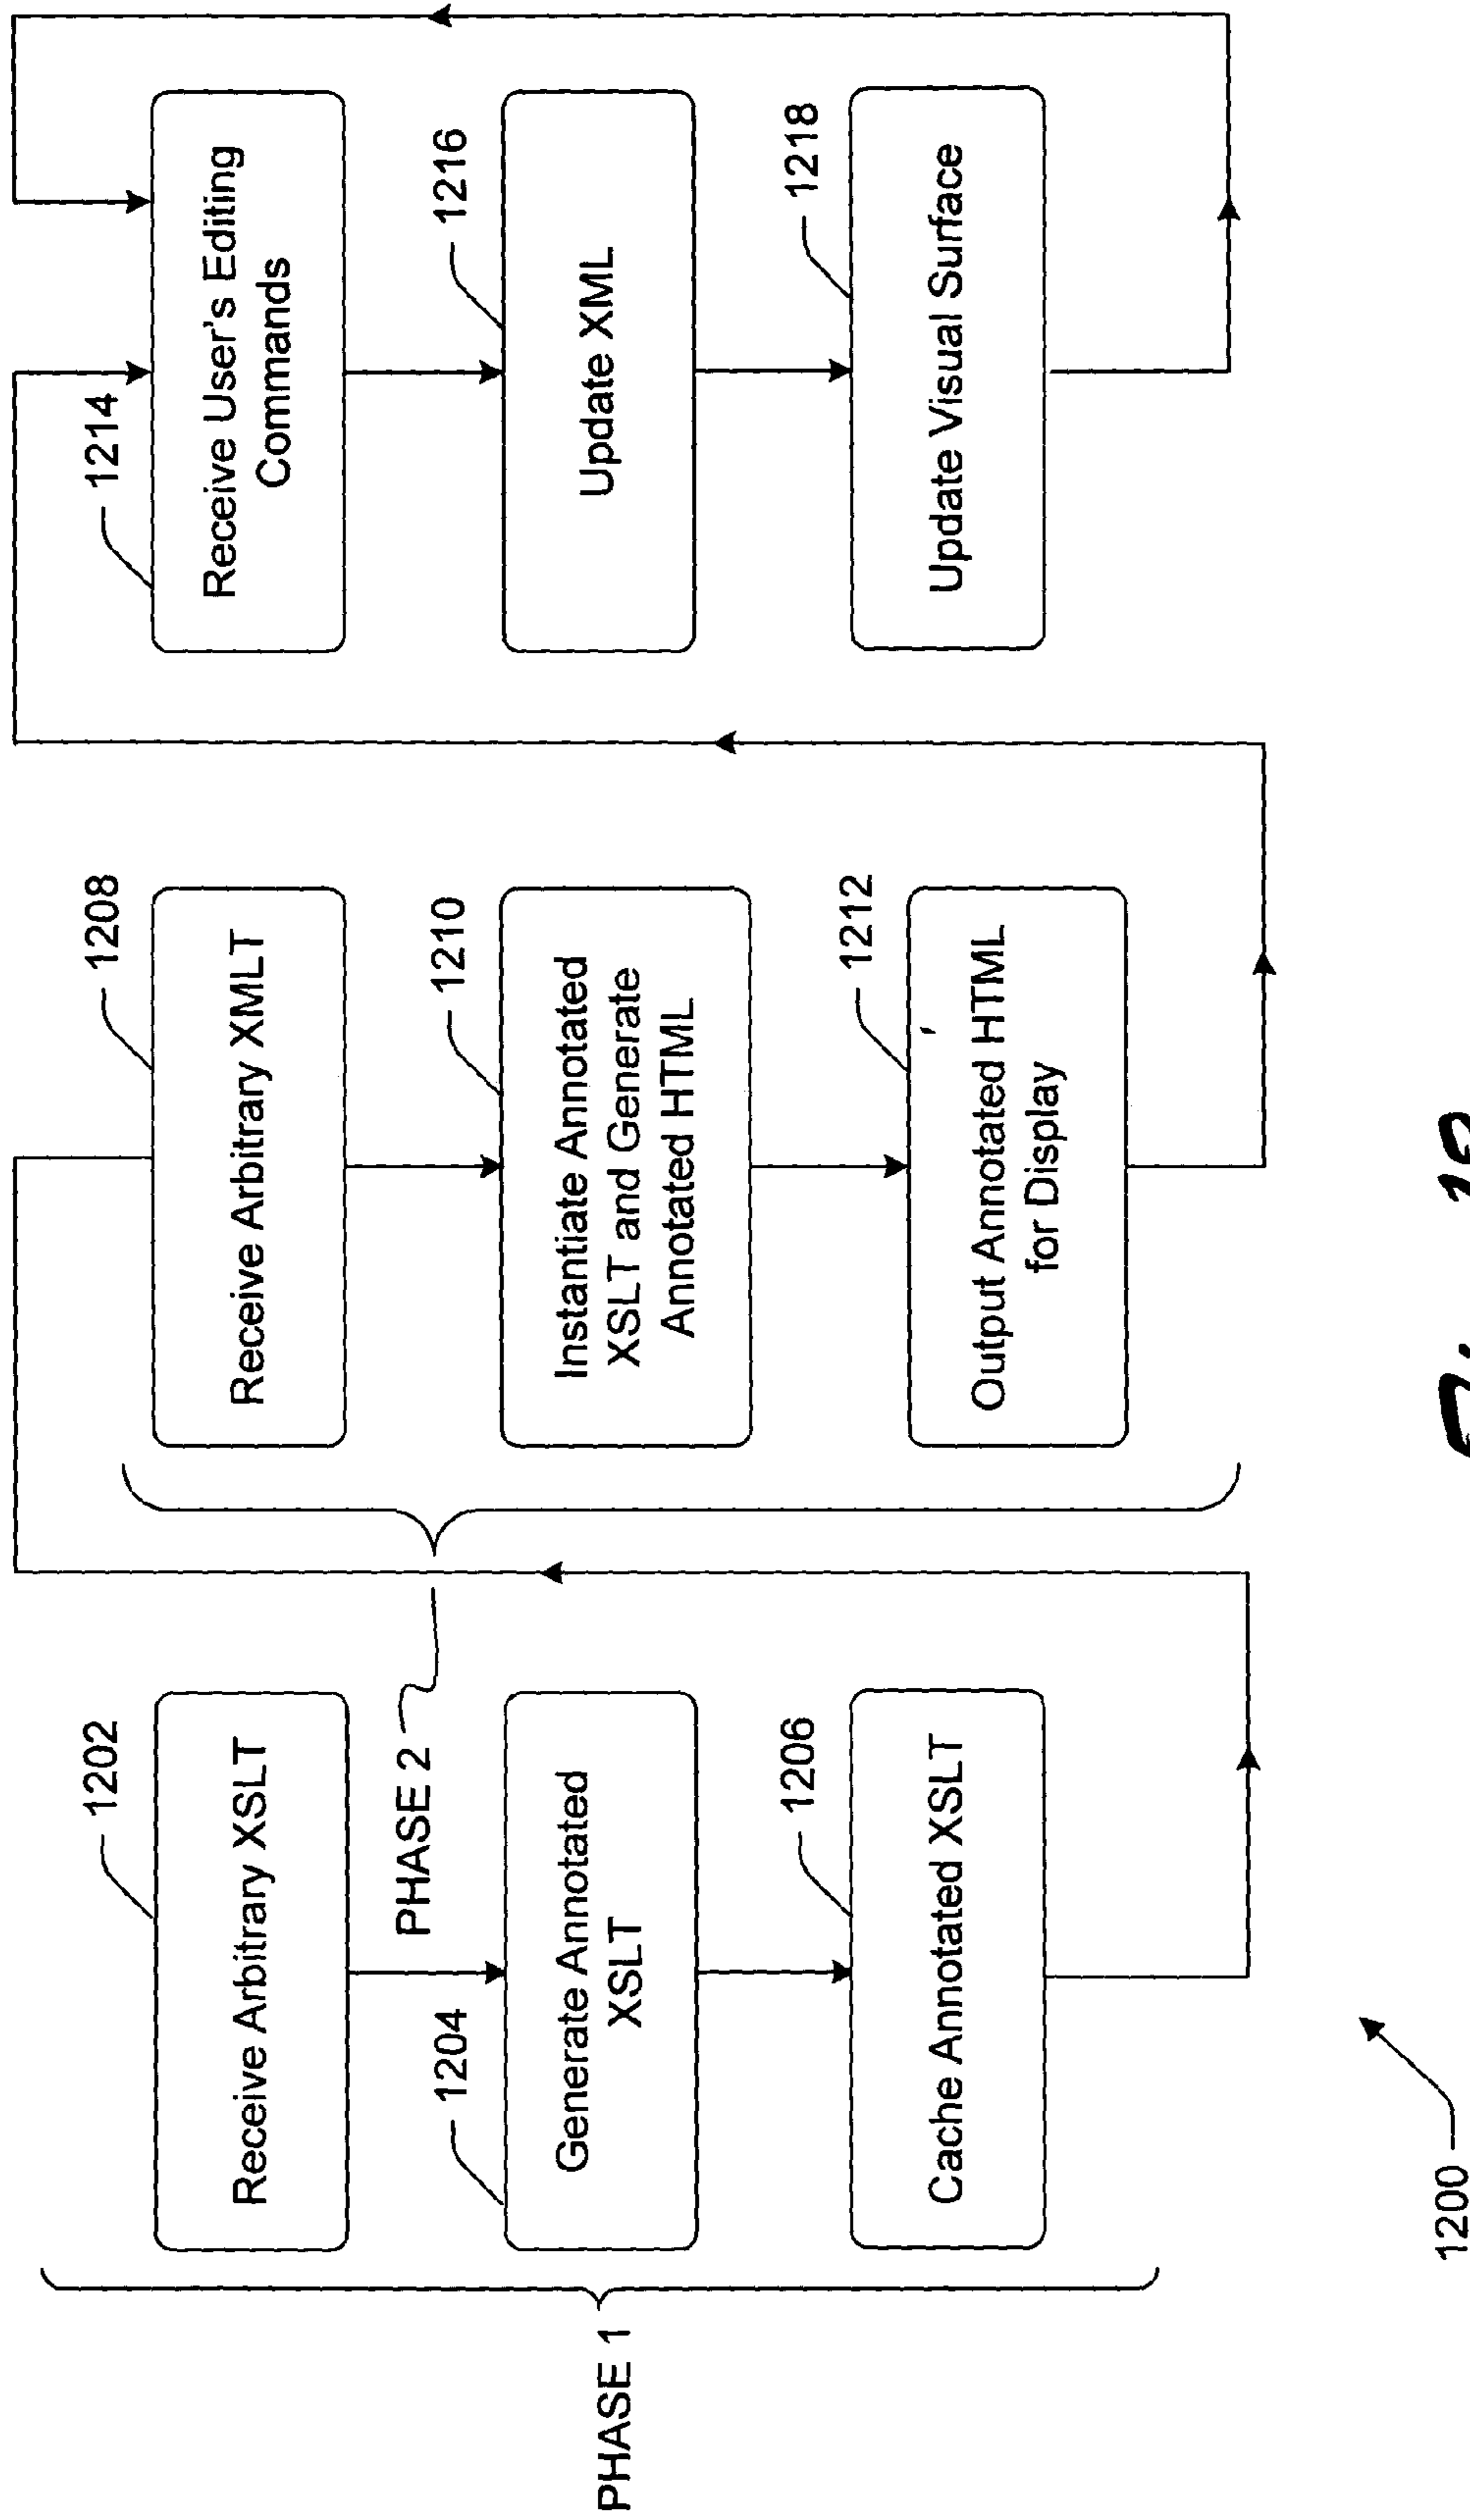 PHASE 1
1202
Receive Arbitrary XSLT
1204
Generate Annotated
XSLT
1206
Cache Annotated XSLT
PHASE 2
1208
Receive Arbitrary XMLT
1210
Instantiate Annotated
XSLT and Generate
Annotated HTML
1212
Output Annotated HTML
for Display
1214
Receive User's Editing
Commands
1216
Update XML
1218
Update Visual Surface
1200